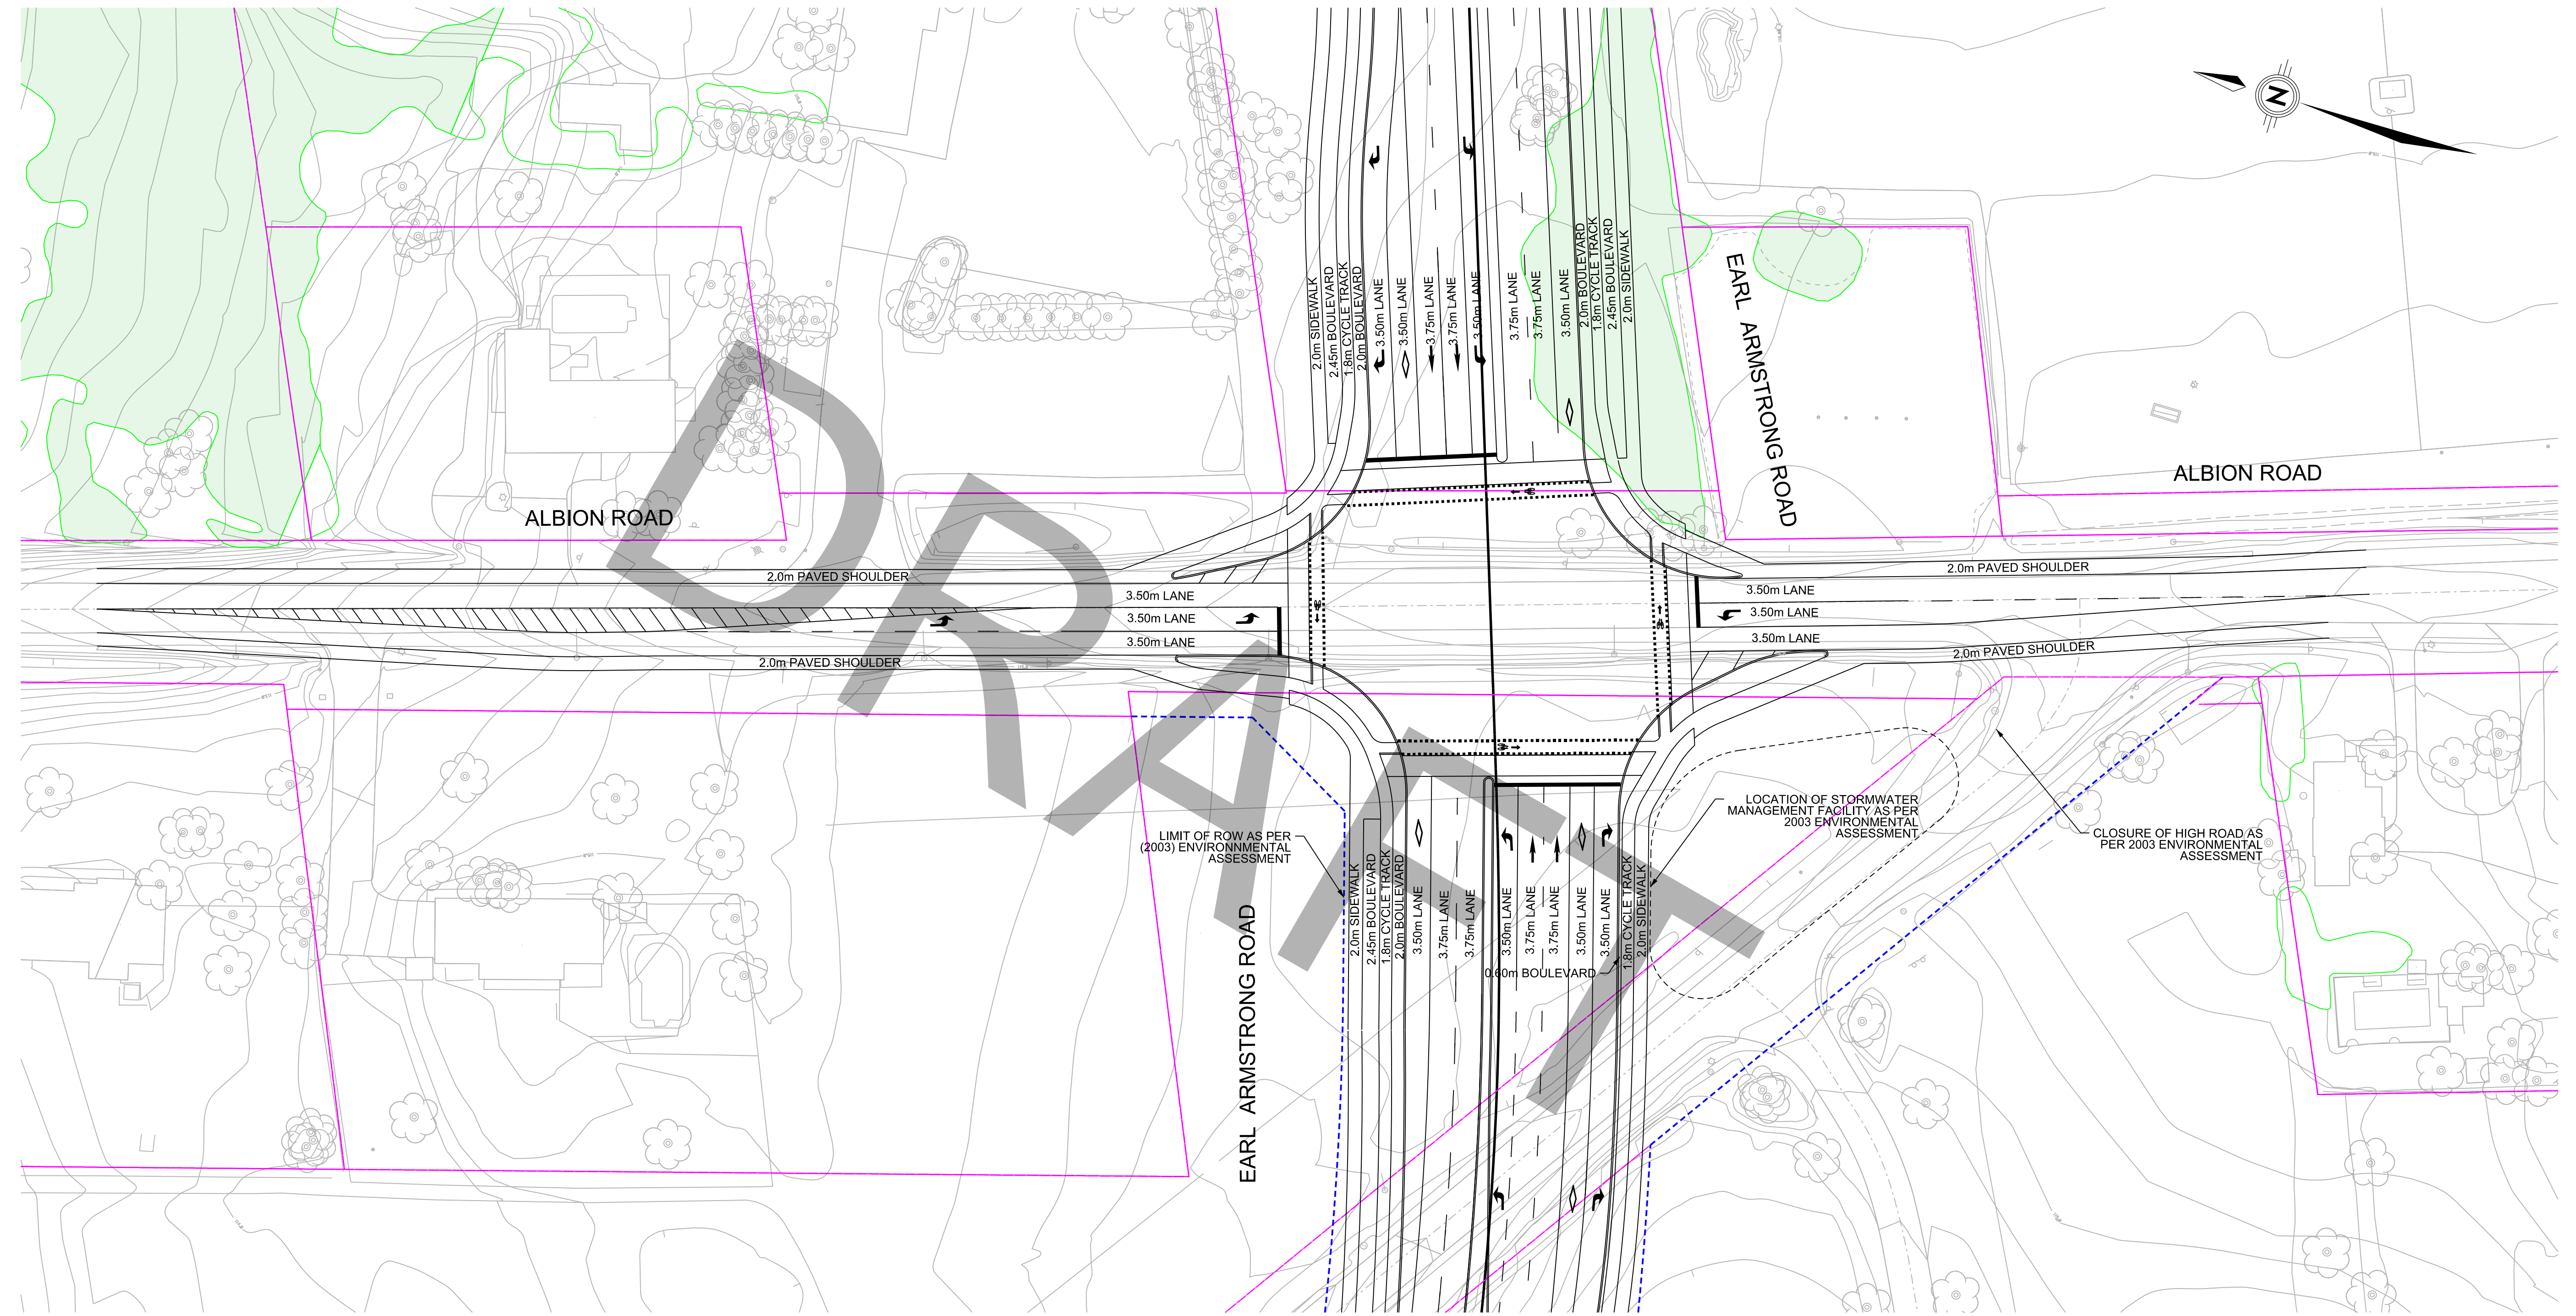 N
2.0m SIDEWALK
2.45m BOULEVARD
1.8m CYCLE TRACK
2.0m BOULEVARD
3.50m LANE
3.50m LANE
3.75m LANE
3.75m LANE
3.50m LANE
3.75m LANE
3.75m LANE
3.50m LANE
2.0m BOULEVARD
1.8m CYCLE TRACK
2.45m BOULEVARD
2.0m SIDEWALK
EARL ARMSTRONG ROAD
ALBION ROAD
ALBION ROAD
2.0m PAVED SHOULDER
2.0m PAVED SHOULDER
3.50m LANE
3.50m LANE
3.50m LANE
3.50m LANE
3.50m LANE
3.50m LANE
2.0m PAVED SHOULDER
2.0m PAVED SHOULDER
DRAFT
LIMIT OF ROW AS PER
(2003) ENVIRONNMENTAL
ASSESSMENT
LOCATION OF STORMWATER
MANAGEMENT FACILITY AS PER
2003 ENVIRONMENTAL
ASSESSMENT
CLOSURE OF HIGH ROAD AS
PER 2003 ENVIRONMENTAL
ASSESSMENT
EARL ARMSTRONG ROAD
2.0m SIDEWALK
2.45m BOULEVARD
1.8m CYCLE TRACK
2.0m BOULEVARD
3.50m LANE
3.75m LANE
3.75m LANE
3.50m LANE
3.75m LANE
3.75m LANE
3.50m LANE
3.50m LANE
1.8m CYCLE TRACK
2.0m SIDEWALK
0.60m BOULEVARD